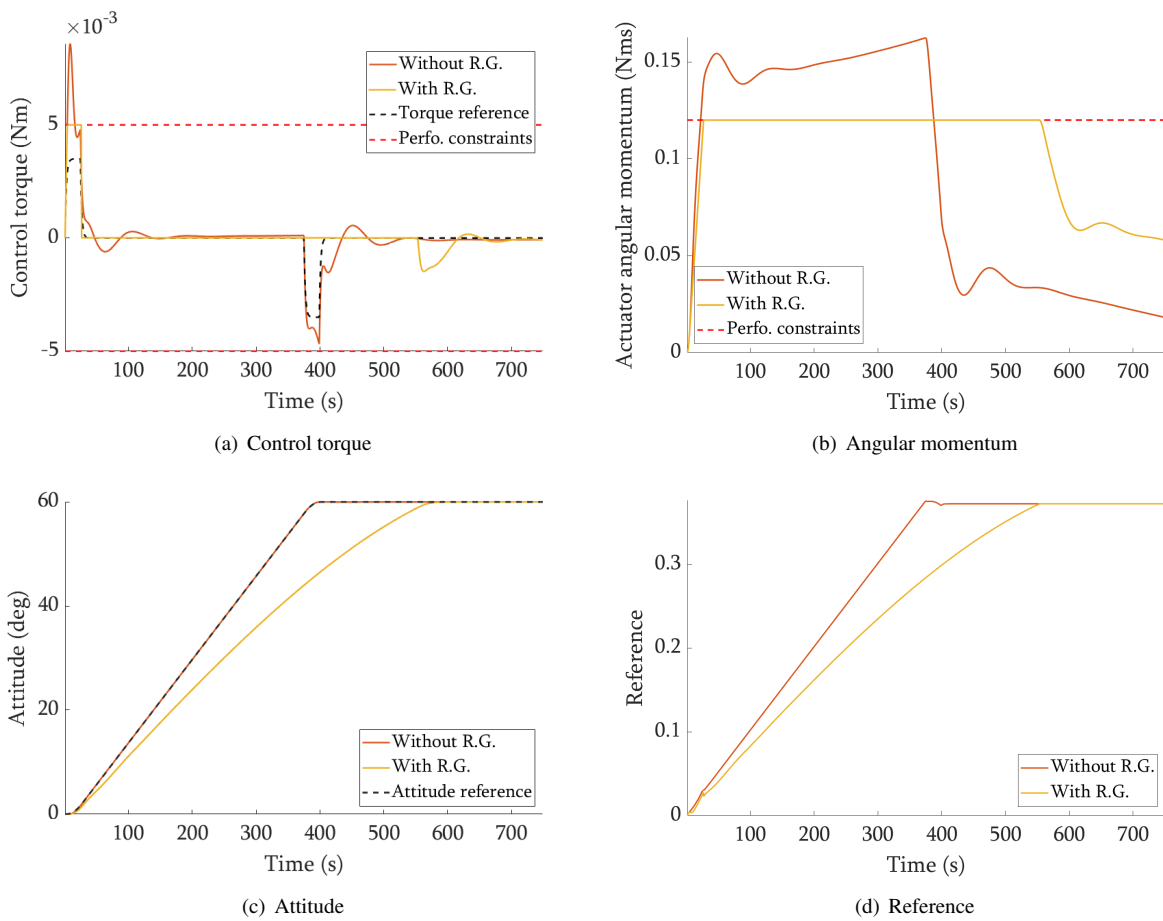 ×10⁻³
Control torque (Nm)
5
0
-5
Without R.G.
With R.G.
Torque reference
Perfo. constraints
100 200 300 400 500 600 700
Time (s)
(a) Control torque
Actuator angular momentum (Nms)
0.15
0.1
0.05
0
Without R.G.
With R.G.
Perfo. constraints
100 200 300 400 500 600 700
Time (s)
(b) Angular momentum
Attitude (deg)
60
40
20
0
Without R.G.
With R.G.
Attitude reference
100 200 300 400 500 600 700
Time (s)
(c) Attitude
Reference
0.3
0.2
0.1
0
Without R.G.
With R.G.
100 200 300 400 500 600 700
Time (s)
(d) Reference